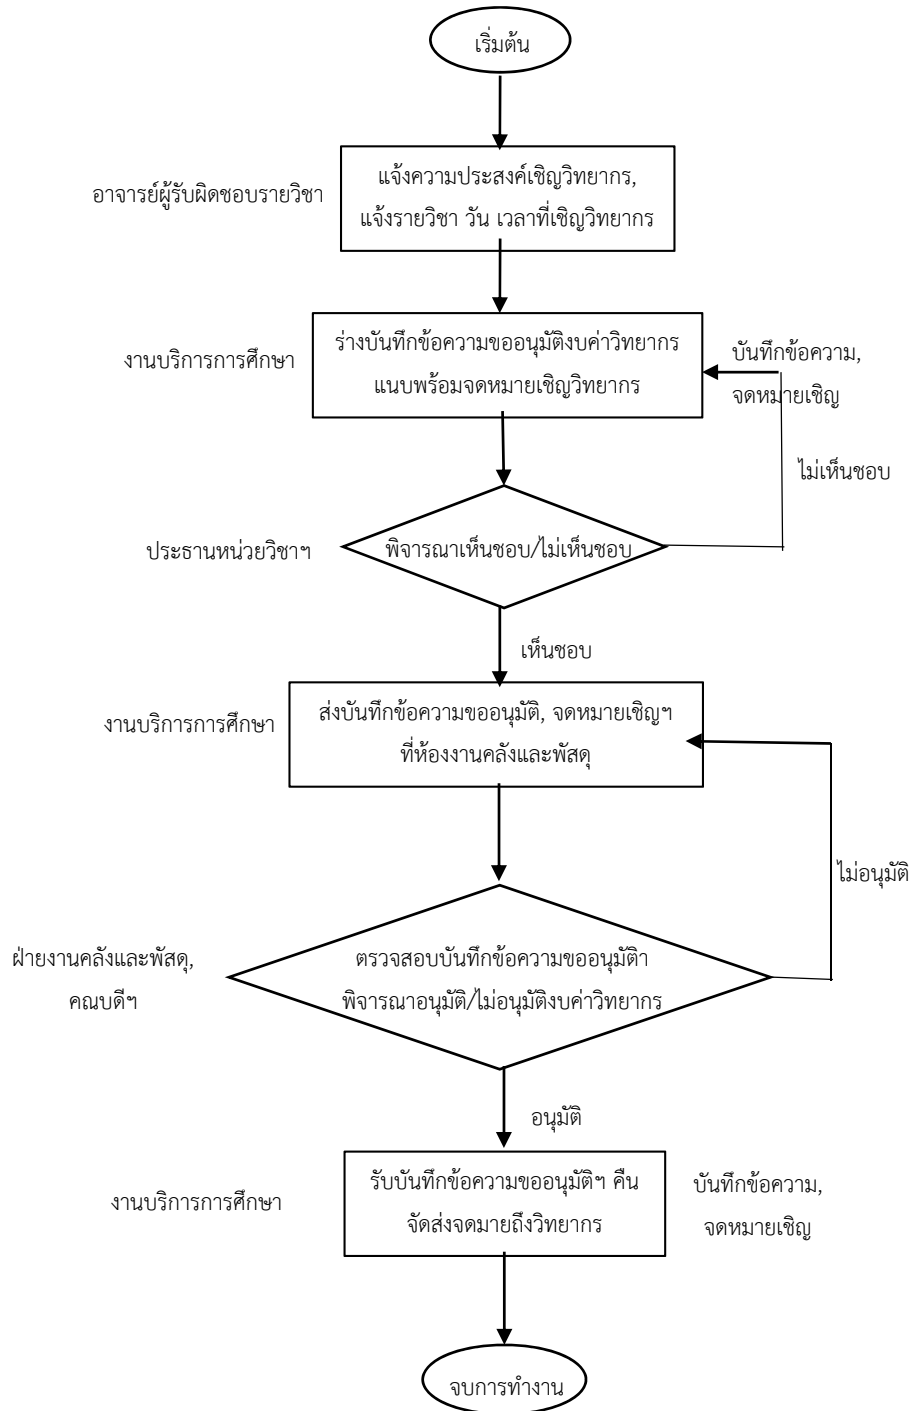 เริ่มต้น
อาจารย์ผู้รับผิดชอบรายวิชา
แจ้งความประสงค์เชิญวิทยากร,
แจ้งรายวิชา วัน เวลาที่เชิญวิทยากร
งานบริการการศึกษา
ร่างบันทึกข้อความขออนุมัติงบค่าวิทยากร
แนบพร้อมจดหมายเชิญวิทยากร
บันทึกข้อความ,
จดหมายเชิญ
ไม่เห็นชอบ
ประธานหน่วยวิชาฯ
พิจารณาเห็นชอบ/ไม่เห็นชอบ
เห็นชอบ
งานบริการการศึกษา
ส่งบันทึกข้อความขออนุมัติ, จดหมายเชิญฯ
ที่ห้องงานคลังและพัสดุ
ไม่อนุมัติ
ฝ่ายงานคลังและพัสดุ,
คณบดีฯ
ตรวจสอบบันทึกข้อความขออนุมัติา
พิจารณาอนุมัติ/ไม่อนุมัติงบค่าวิทยากร
อนุมัติ
งานบริการการศึกษา
รับบันทึกข้อความขออนุมัติฯ คืน
จัดส่งจดมายถึงวิทยากร
บันทึกข้อความ,
จดหมายเชิญ
จบการทำงาน